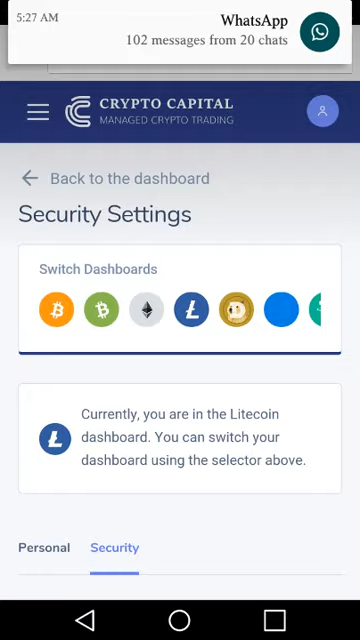 5:27 AM
WhatsApp
102 messages from 20 chats
CRYPTO CAPITAL
MANAGED CRYPTO TRADING
Back to the dashboard
Security Settings
Switch Dashboards
Currently, you are in the Litecoin
dashboard. You can switch your
dashboard using the selector above.
Personal Security